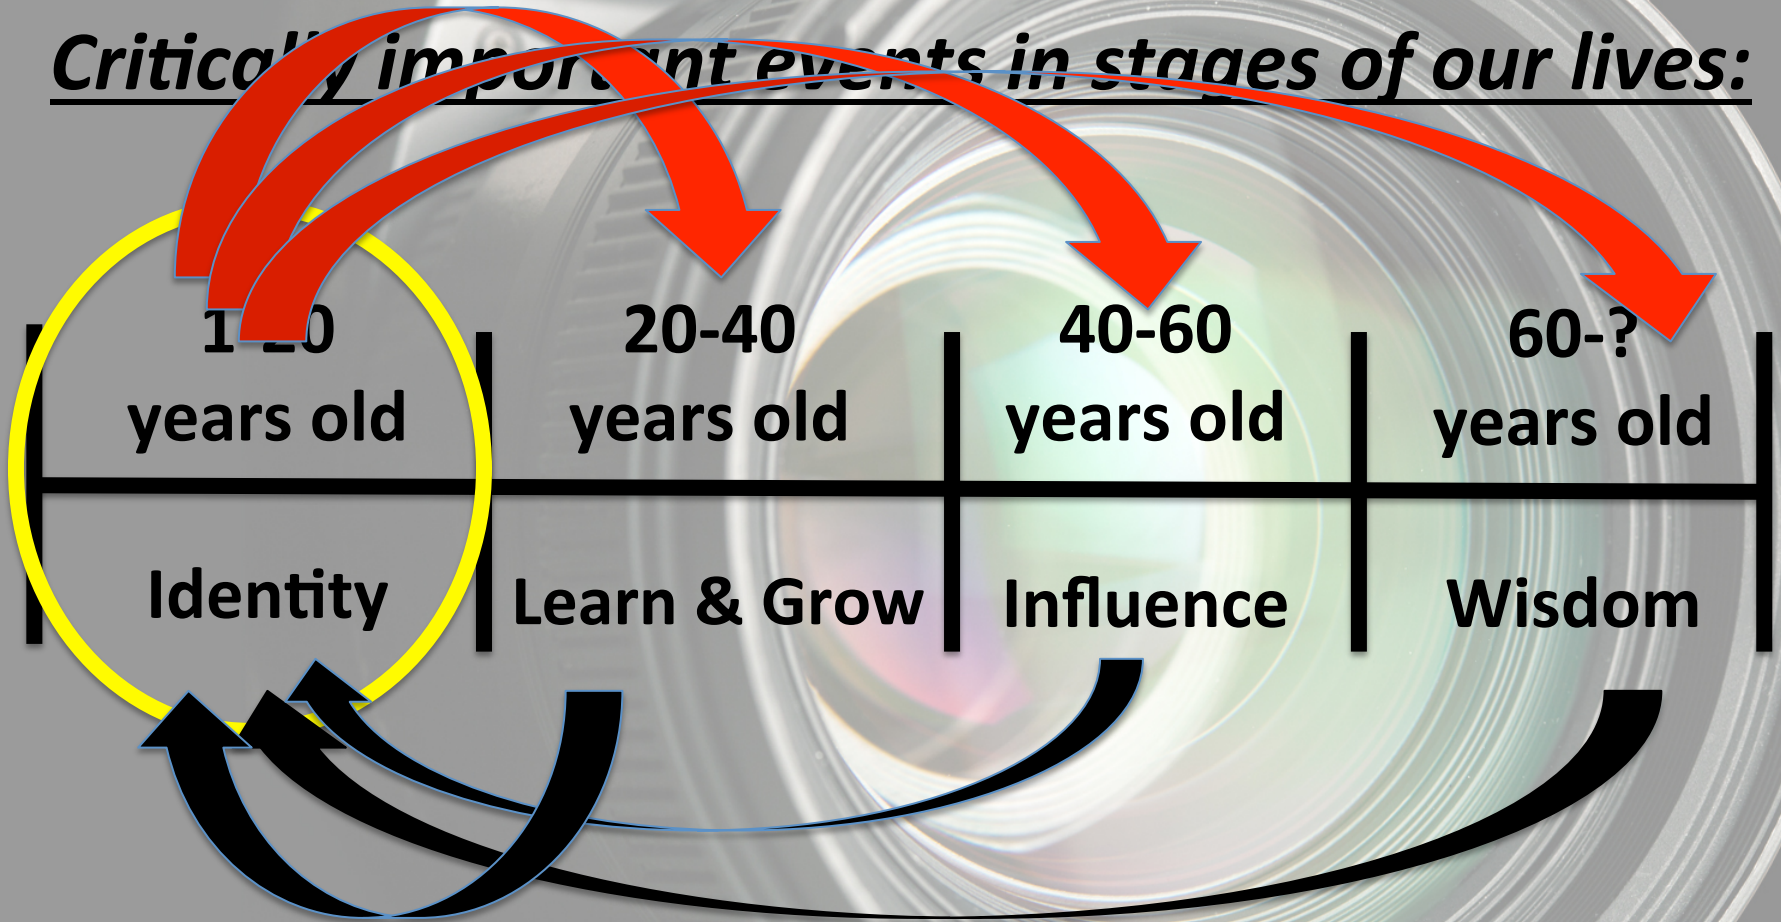 Critically important events in stages of our lives:
1-20
years old
20-40
years old
40-60
years old
60-?
years old
Identity
Learn & Grow
Influence
Wisdom